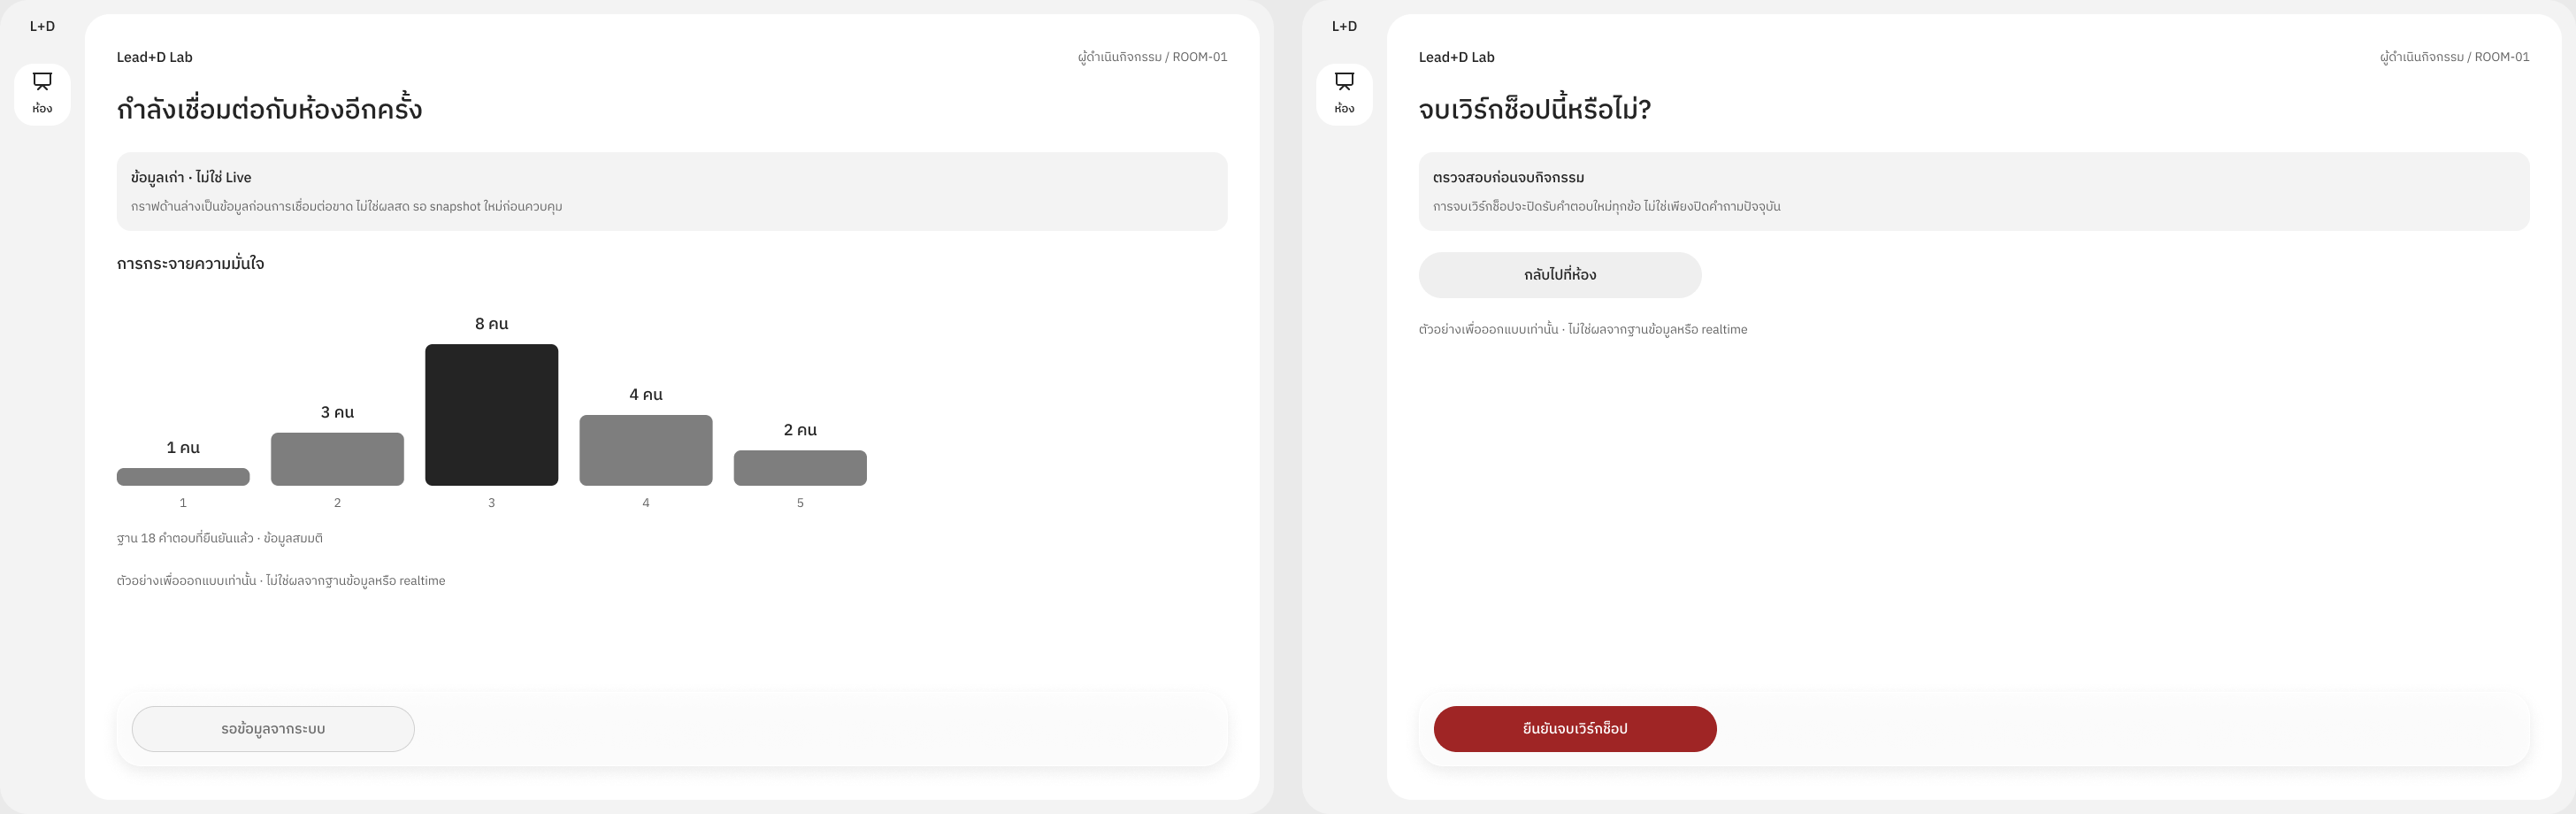 L+D
ห้อง
Lead+D Lab
ผู้ดำเนินกิจกรรม / ROOM-01
กำลังเชื่อมต่อกับห้องอีกครั้ง
ข้อมูลเก่า · ไม่ใช่ Live
กราฟด้านล่างเป็นข้อมูลก่อนการเชื่อมต่อขาด ไม่ใช่ผลสด รอ snapshot ใหม่ก่อนควบคุม
การกระจายความมั่นใจ
1 คน
3 คน
8 คน
4 คน
2 คน
1
2
3
4
5
ฐาน 18 คำตอบที่ยืนยันแล้ว · ข้อมูลสมมติ
ตัวอย่างเพื่อออกแบบเท่านั้น · ไม่ใช่ผลจากฐานข้อมูลหรือ realtime
รอข้อมูลจากระบบ
L+D
ห้อง
Lead+D Lab
ผู้ดำเนินกิจกรรม / ROOM-01
จบเวิร์กช็อปนี้หรือไม่?
ตรวจสอบก่อนจบกิจกรรม
การจบเวิร์กช็อปจะปิดรับคำตอบใหม่ทุกข้อ ไม่ใช่เพียงปิดคำถามปัจจุบัน
กลับไปที่ห้อง
ตัวอย่างเพื่อออกแบบเท่านั้น · ไม่ใช่ผลจากฐานข้อมูลหรือ realtime
ยืนยันจบเวิร์กช็อป